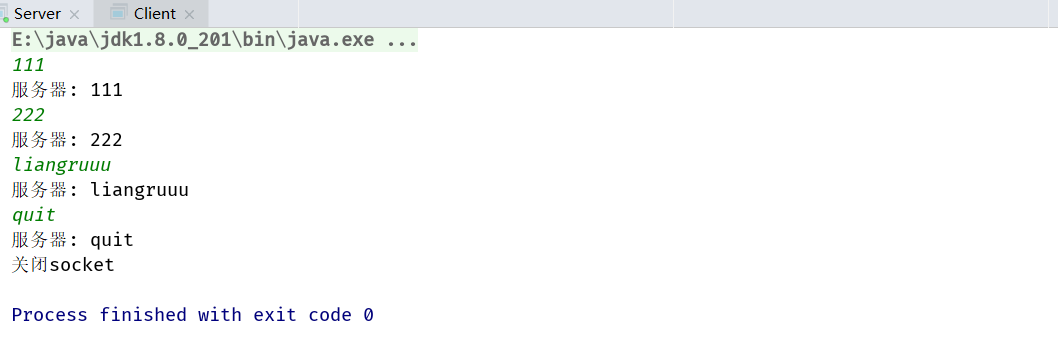 Server × Client ×
E:\java\jdk1.8.0_201\bin\java.exe ...
111
服务器: 111
222
服务器: 222
liangruuu
服务器: liangruuu
quit
服务器: quit
关闭socket
Process finished with exit code 0